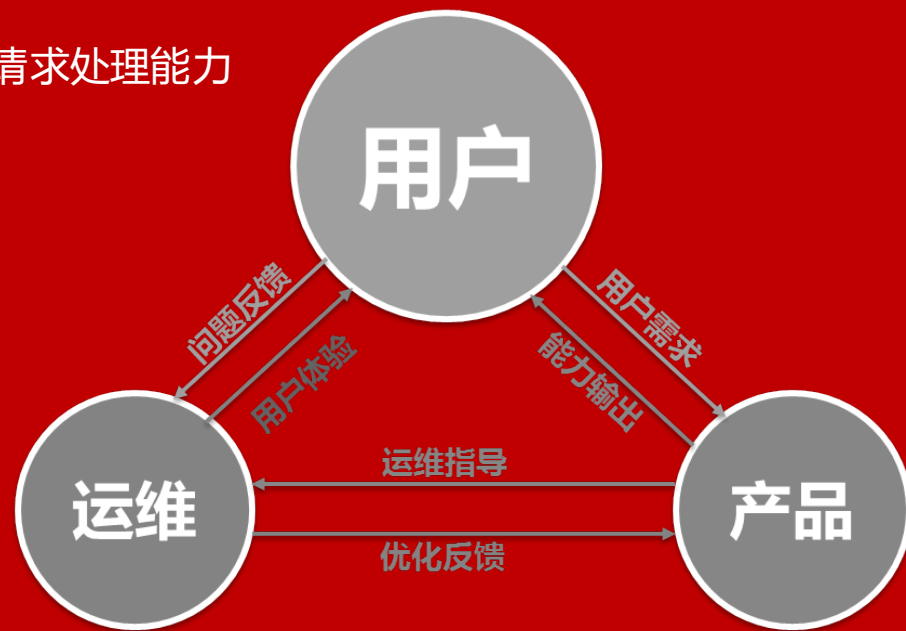 请求处理能力
用户
问题反馈
用户需求
用户体验
能力输出
运维指导
运维
产品
优化反馈